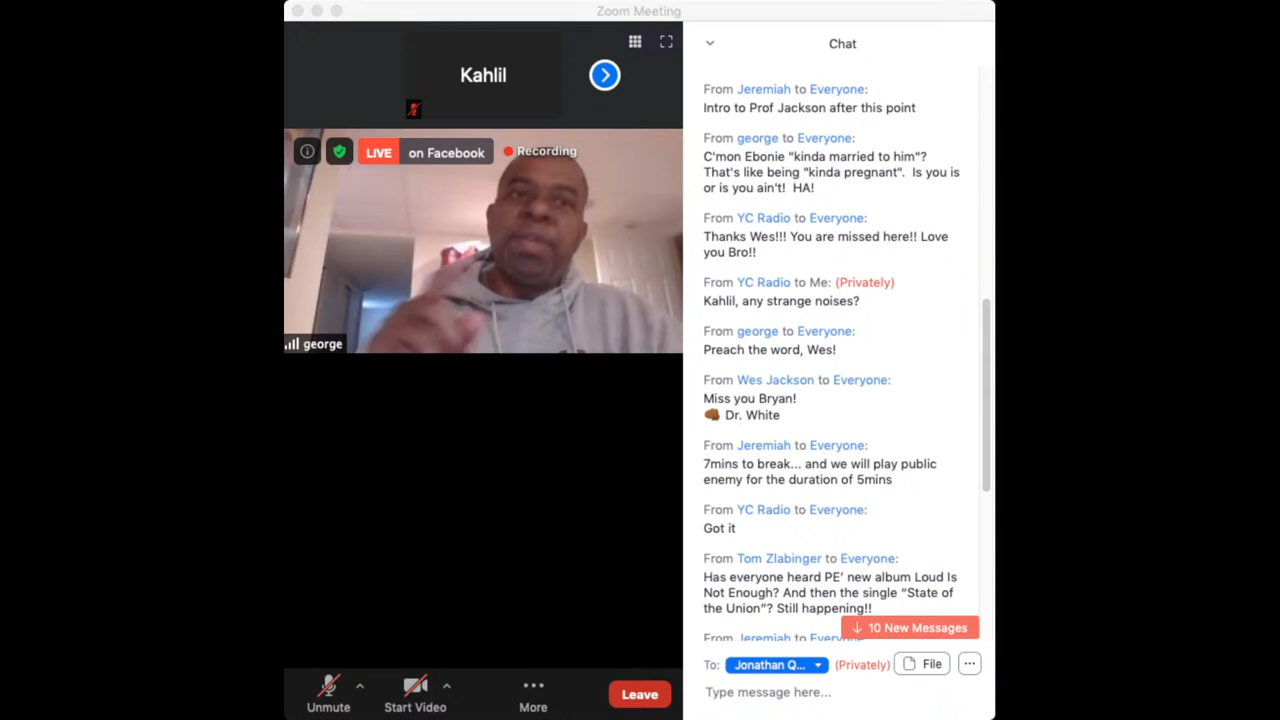 Zoom Meeting
Kahlil
LIVE on Facebook
Recording
george
Unmute
Start Video
More
Leave
Chat
From Jeremiah to Everyone:
Intro to Prof Jackson after this point
From george to Everyone:
C'mon Ebonie "kinda married to him"?
That's like being "kinda pregnant".  Is you is
or is you ain't!  HA!
From YC Radio to Everyone:
Thanks Wes!!! You are missed here!! Love
you Bro!!
From YC Radio to Me: (Privately)
Kahlil, any strange noises?
From george to Everyone:
Preach the word, Wes!
From Wes Jackson to Everyone:
Miss you Bryan!
👊🏾 Dr. White
From Jeremiah to Everyone:
7mins to break... and we will play public
enemy for the duration of 5mins
From YC Radio to Everyone:
Got it
From Tom Zlabinger to Everyone:
Has everyone heard PE’ new album Loud Is
Not Enough? And then the single “State of
the Union”? Still happening!!
From Jeremiah to Everyone:
↓ 10 New Messages
To: Jonathan Q... (Privately) File
Type message here...